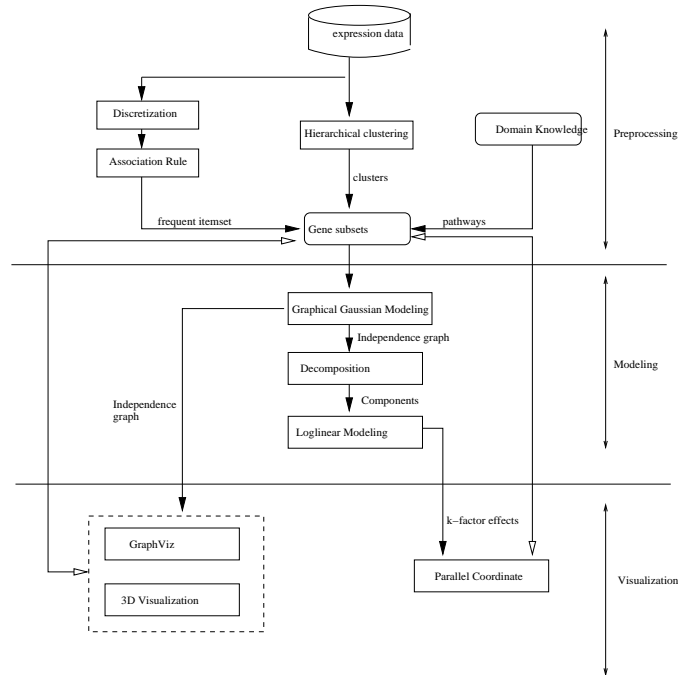 expression data
Discretization
Hierarchical clustering
Domain Knowledge
Preprocessing
Association Rule
clusters
frequent itemset
pathways
Gene subsets
Graphical Gaussian Modeling
Independence graph
Decomposition
Modeling
Components
Independence
graph
Loglinear Modeling
k−factor effects
GraphViz
Parallel Coordinate
Visualization
3D Visualization